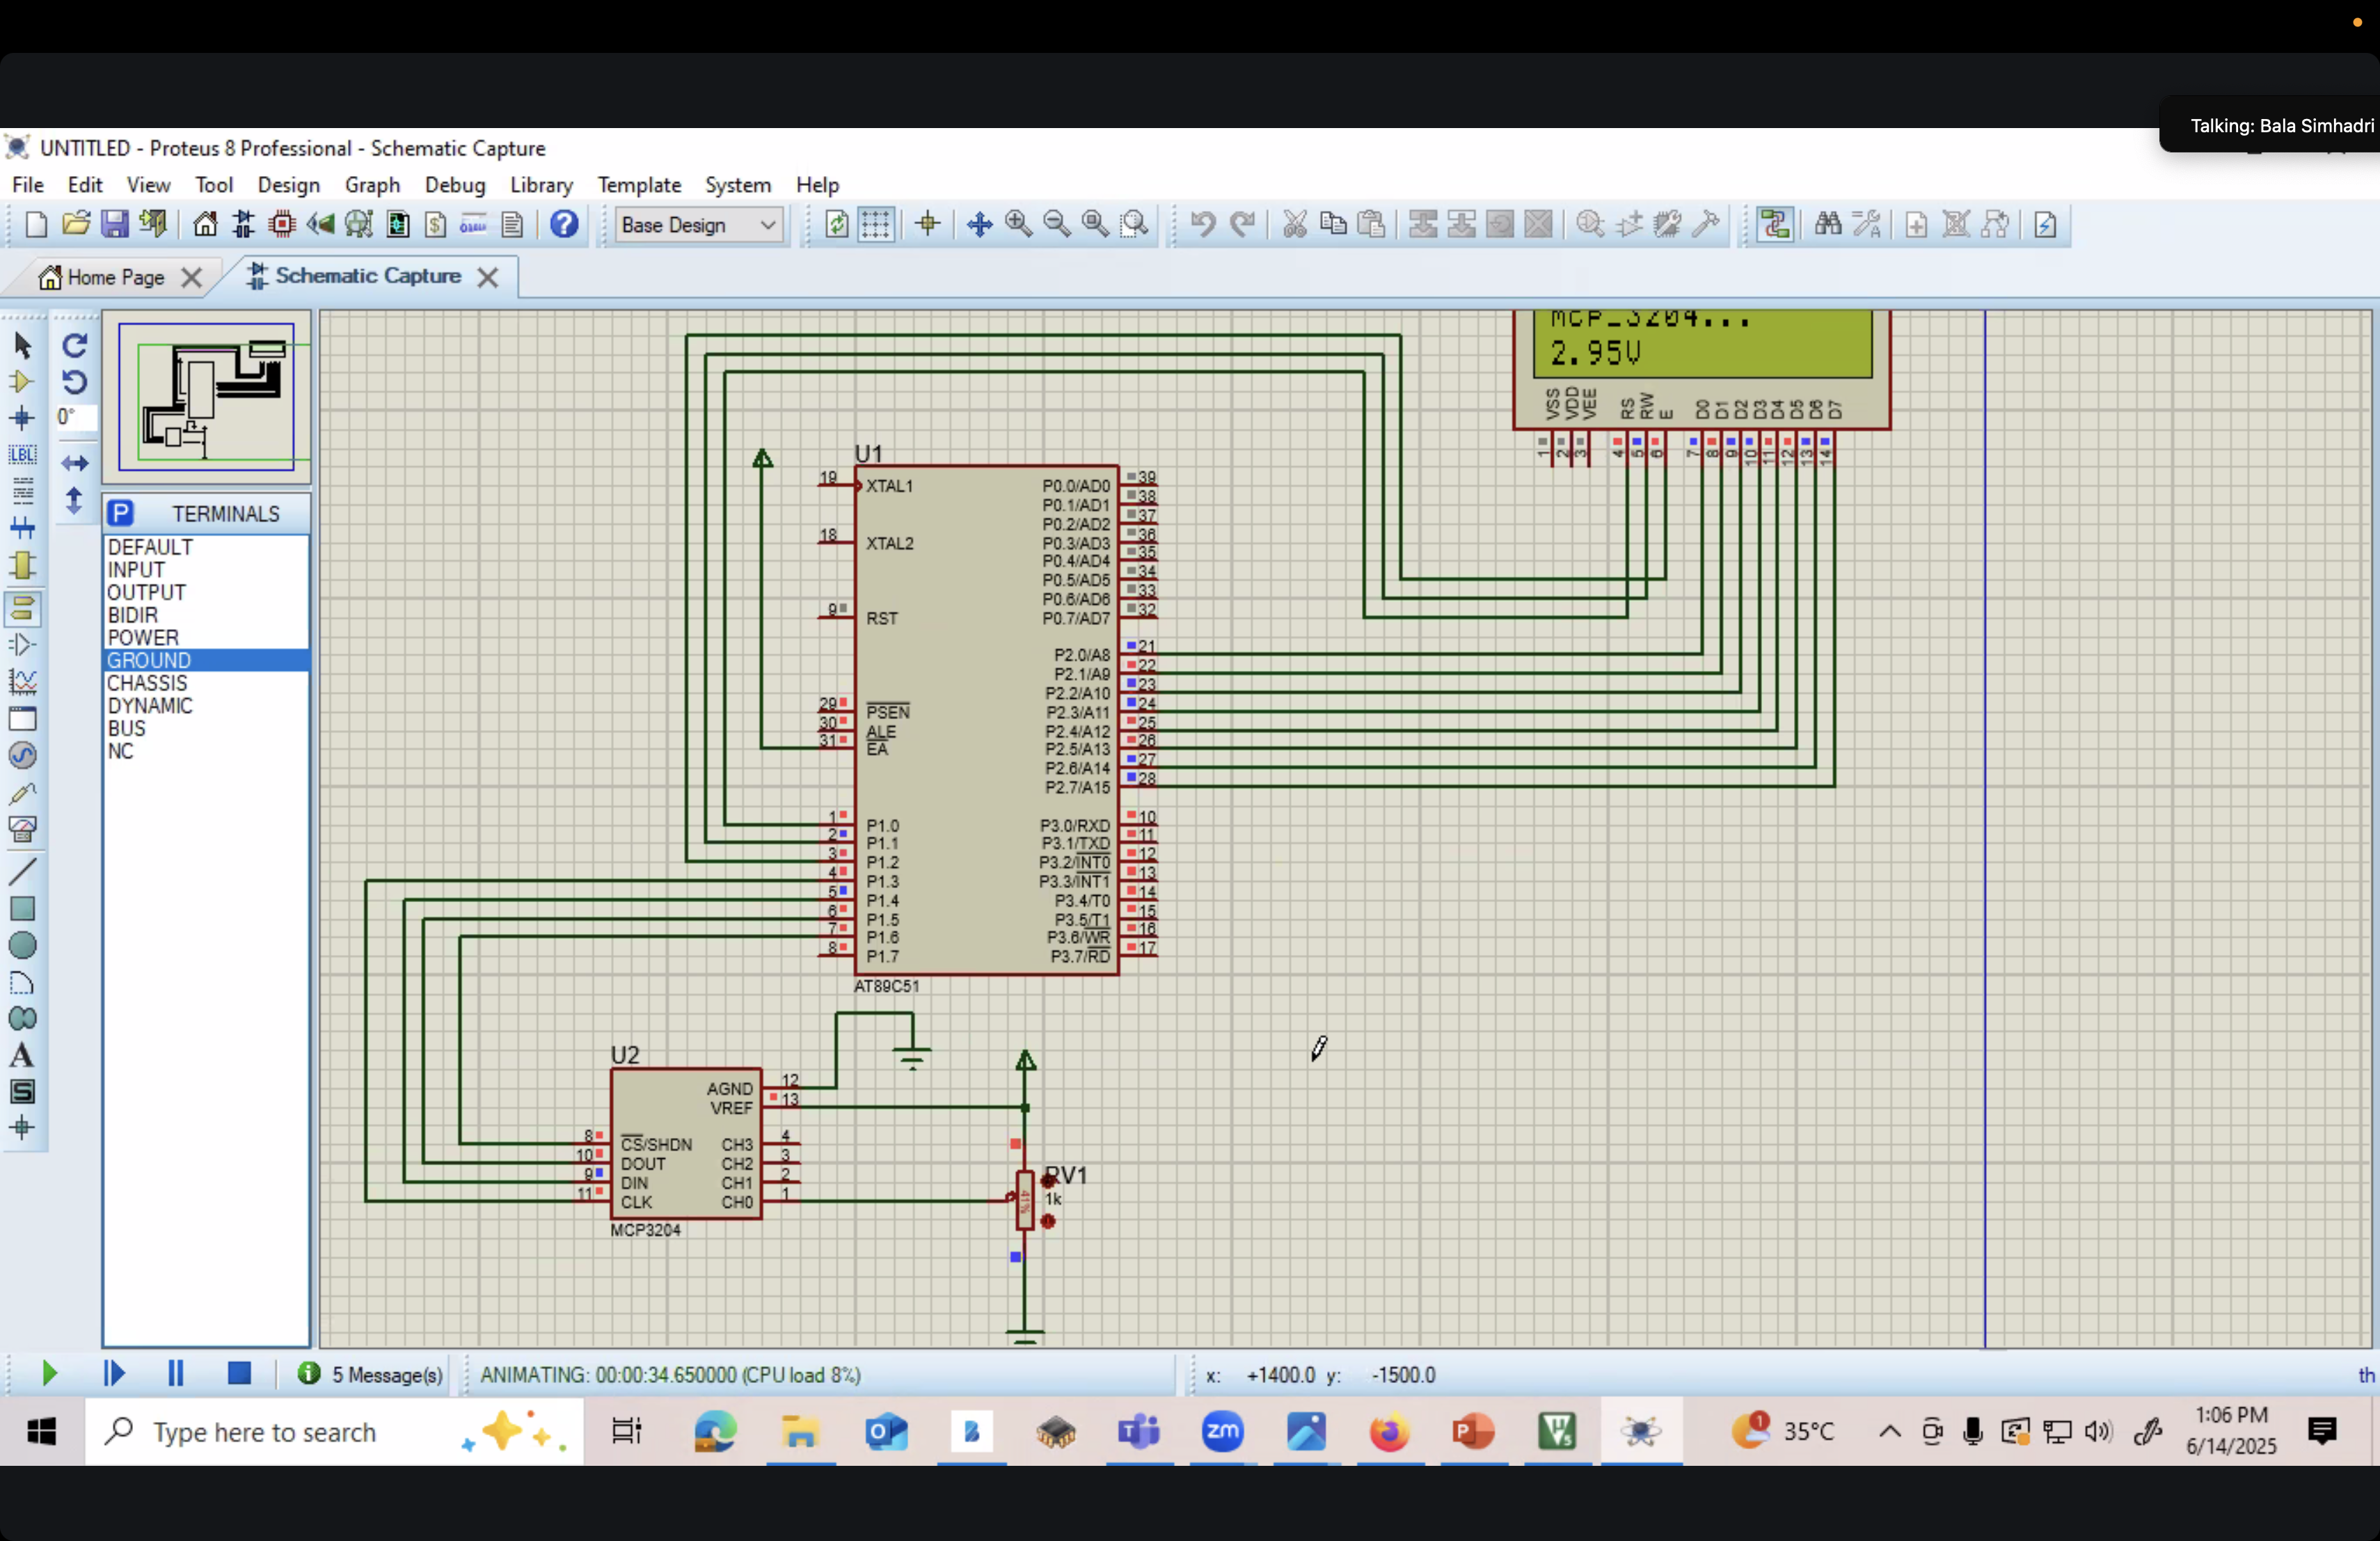 Talking: Bala Simhadri
UNTITLED - Proteus 8 Professional - Schematic Capture
File Edit View Tool Design Graph Debug Library Template System Help
Base Design
Home Page
Schematic Capture
0°
LBL
P TERMINALS
DEFAULT
INPUT
OUTPUT
BIDIR
POWER
GROUND
CHASSIS
DYNAMIC
BUS
NC
MCP_3204...
2.95V
VSS VDD VEE RS RW E D0 D1 D2 D3 D4 D5 D6 D7
1 2 3 4 5 6 7 8 9 10 11 12 13 14
U1
19 XTAL1
18 XTAL2
9 RST
29 PSEN
30 ALE
31 EA
1 P1.0
2 P1.1
3 P1.2
4 P1.3
5 P1.4
6 P1.5
7 P1.6
8 P1.7
P0.0/AD0 39
P0.1/AD1 38
P0.2/AD2 37
P0.3/AD3 36
P0.4/AD4 35
P0.5/AD5 34
P0.6/AD6 33
P0.7/AD7 32
P2.0/A8 21
P2.1/A9 22
P2.2/A10 23
P2.3/A11 24
P2.4/A12 25
P2.5/A13 26
P2.6/A14 27
P2.7/A15 28
P3.0/RXD 10
P3.1/TXD 11
P3.2/INT0 12
P3.3/INT1 13
P3.4/T0 14
P3.5/T1 15
P3.6/WR 16
P3.7/RD 17
AT89C51
U2
AGND 12
VREF 13
8 CS/SHDN CH3 4
10 DOUT CH2 3
9 DIN CH1 2
11 CLK CH0 1
MCP3204
RV1
1k
41%
5 Message(s)
ANIMATING: 00:00:34.650000 (CPU load 8%)
x: +1400.0 y: -1500.0
th
Type here to search
35°C
1:06 PM
6/14/2025